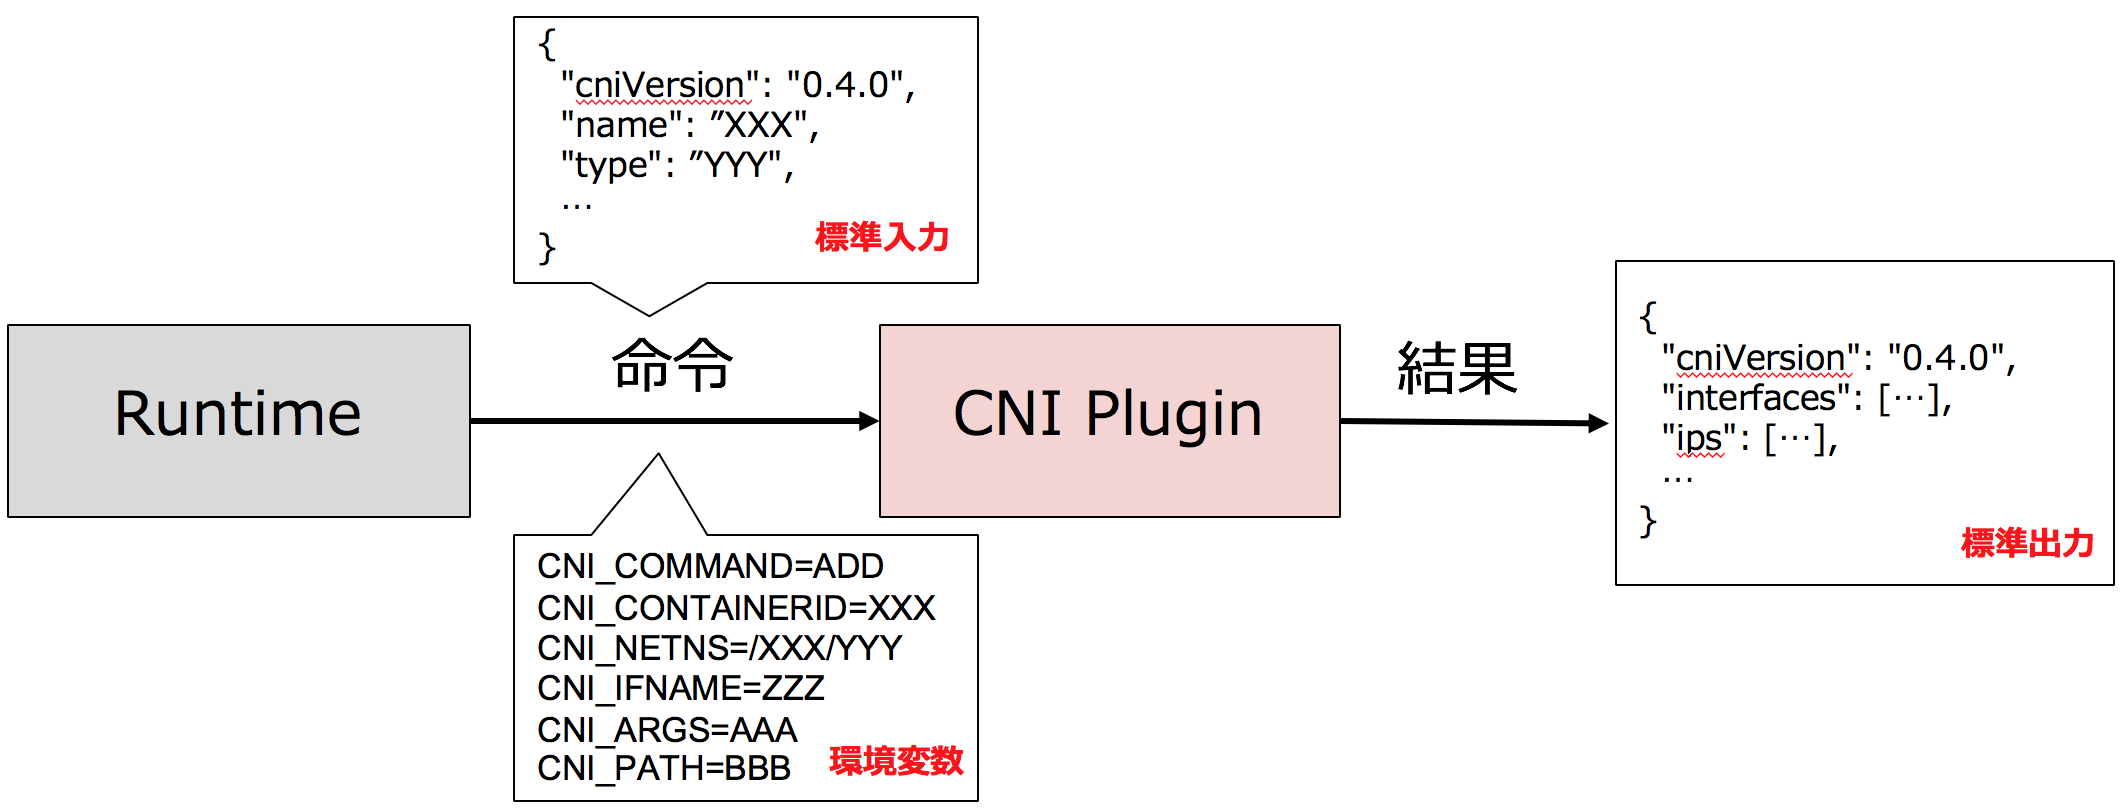 {
"cniVersion": "0.4.0",
"name": ”XXX",
"type": ”YYY",
…
}
標準入力
Runtime
命令
CNI Plugin
結果
CNI_COMMAND=ADD
CNI_CONTAINERID=XXX
CNI_NETNS=/XXX/YYY
CNI_IFNAME=ZZZ
CNI_ARGS=AAA
CNI_PATH=BBB
環境変数
{
"cniVersion": "0.4.0",
"interfaces": […],
"ips": […],
…
}
標準出力